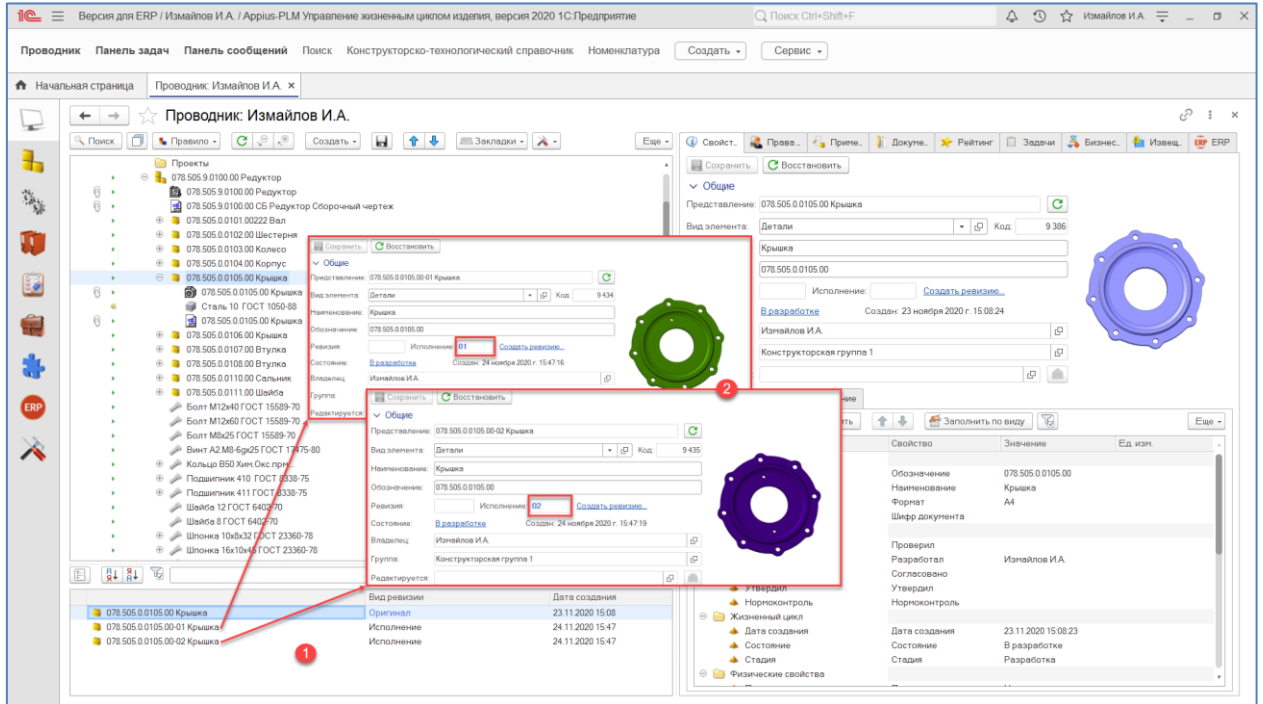 1С Версия для ERP / Измайлов И.А. / Appius-PLM Управление жизненным циклом изделия, версия 2020 1С:Предприятие Поиск Ctrl+Shift+F Измайлов И.А.
Проводник Панель задач Панель сообщений Поиск Конструкторско-технологический справочник Номенклатура Создать Сервис
Начальная страница Проводник: Измайлов И.А. ×
Проводник: Измайлов И.А.
Поиск Правило Создать Закладки Еще
Проекты
078.505.9.0100.00 Редуктор
078.505.9.0100.00 Редуктор
078.505.9.0100.00 СБ Редуктор Сборочный чертеж
078.505.0.0101.00222 Вал
078.505.0.0102.00 Шестерня
078.505.0.0103.00 Колесо
078.505.0.0104.00 Корпус
078.505.0.0105.00 Крышка
078.505.0.0105.00 Крышка
Сталь 10 ГОСТ 1050-88
078.505.0.0105.00 Крышка
078.505.0.0106.00 Крышка
078.505.0.0107.00 Втулка
078.505.0.0108.00 Втулка
078.505.0.0110.00 Сальник
078.505.0.0111.00 Шайба
Болт М12х40 ГОСТ 15589-70
Болт М12х60 ГОСТ 15589-70
Болт М8х25 ГОСТ 15589-70
Винт А2.М8-6gх25 ГОСТ 17475-80
Кольцо В50 Хим.Окс.прм.
Подшипник 410 ГОСТ 8338-75
Подшипник 411 ГОСТ 8338-75
Шайба 12 ГОСТ 6402-70
Шайба 8 ГОСТ 6402-70
Шпонка 10х8х32 ГОСТ 23360-78
Шпонка 16х10х45 ГОСТ 23360-78
ERP
Сохранить Восстановить
Общие
Представление: 078.505.0.0105.00-01 Крышка
Вид элемента: Детали Код: 9 434
Наименование: Крышка
Обозначение: 078.505.0.0105.00
Ревизия: Исполнение: 01 Создать ревизию...
Состояние: В разработке Создан: 24 ноября 2020 г. 15:47:16
Владелец: Измайлов И.А.
Группа:
Редактируется:
2
Сохранить Восстановить
Общие
Представление: 078.505.0.0105.00-02 Крышка
Вид элемента: Детали Код: 9 435
Наименование: Крышка
Обозначение: 078.505.0.0105.00
Ревизия: Исполнение: 02 Создать ревизию...
Состояние: В разработке Создан: 24 ноября 2020 г. 15:47:19
Владелец: Измайлов И.А.
Группа: Конструкторская группа 1
Редактируется:
Вид ревизии Дата создания
078.505.0.0105.00 Крышка Оригинал 23.11.2020 15:08
078.505.0.0105.00-01 Крышка Исполнение 24.11.2020 15:47
078.505.0.0105.00-02 Крышка Исполнение 24.11.2020 15:47
1
Свойст... Права... Приме... Докуме... Рейтинг Задачи Бизнес... Извещ... ERP
Сохранить Восстановить
Общие
Представление: 078.505.0.0105.00 Крышка
Вид элемента: Детали Код: 9 386
Крышка
078.505.0.0105.00
Исполнение: Создать ревизию...
В разработке Создан: 23 ноября 2020 г. 15:08:24
Измайлов И.А.
Конструкторская группа 1
Заполнить по виду Еще
Свойство Значение Ед. изм.
Обозначение 078.505.0.0105.00
Наименование Крышка
Формат А4
Шифр документа
Проверил
Разработал Измайлов И.А.
Согласовано
Утвердил Утвердил
Нормоконтроль Нормоконтроль
Жизненный цикл
Дата создания Дата создания 23.11.2020 15:08:23
Состояние Состояние В разработке
Стадия Стадия Разработка
Физические свойства